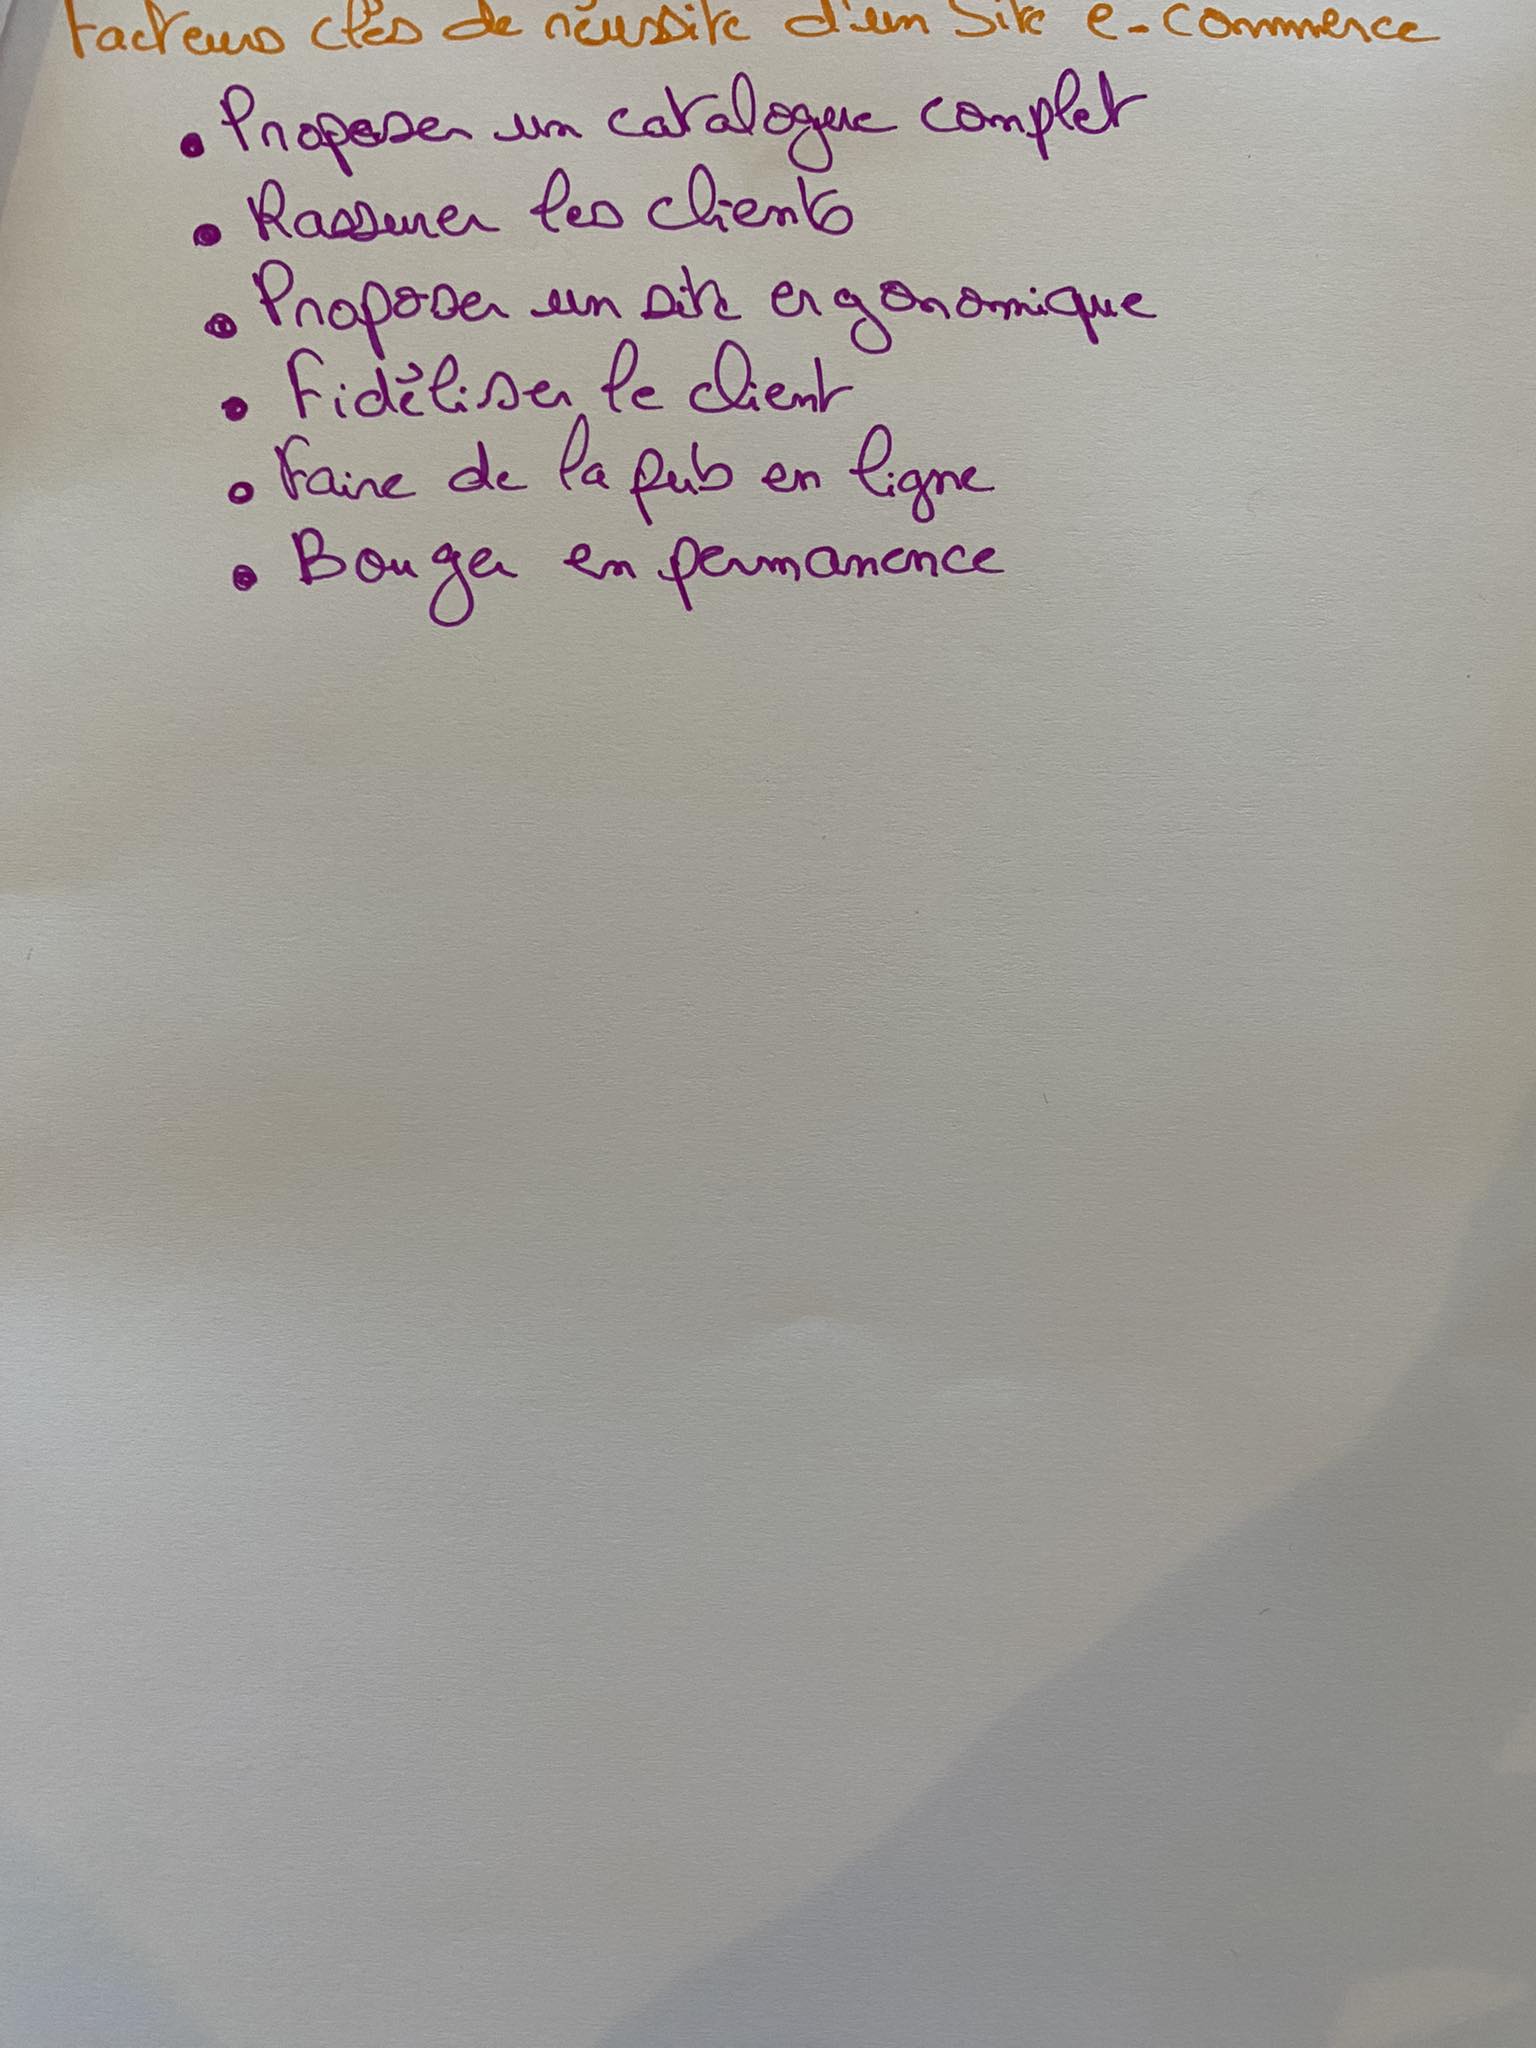 Facteurs clés de réussite d'un Site e-commerce
• Proposer un catalogue complet
• Rassurer les clients
• Proposer un site ergonomique
• Fidéliser le client
• Faire de la pub en ligne
• Bouger en permanence